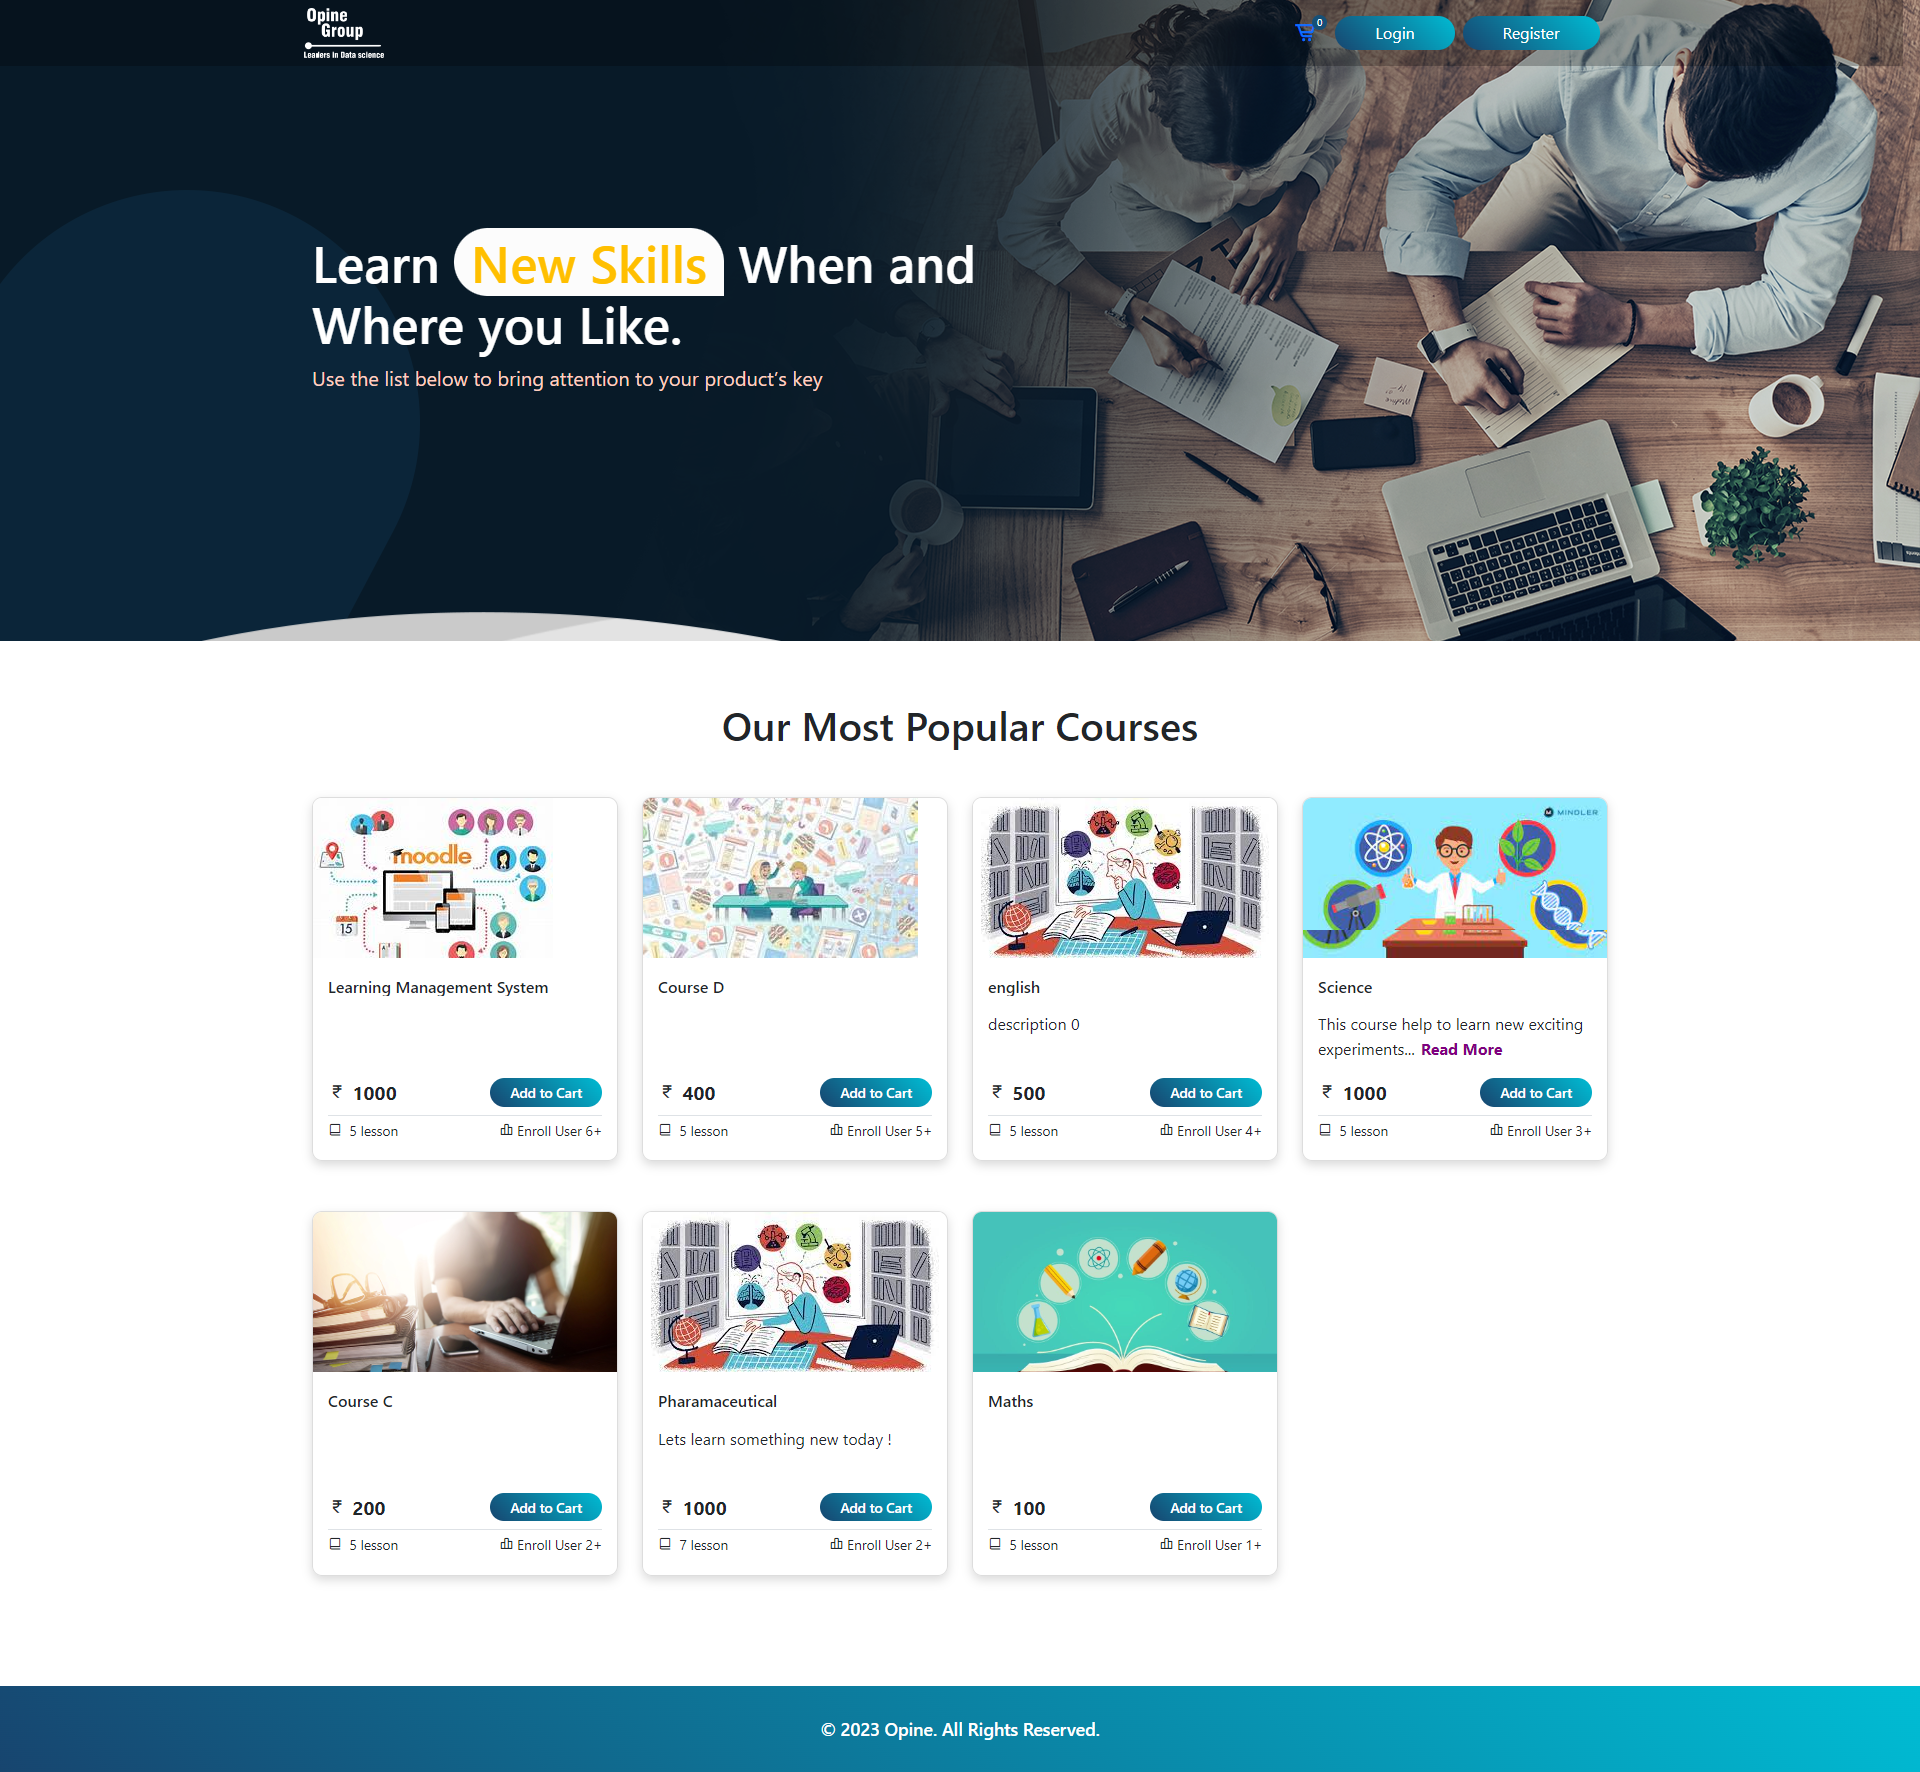 Opine
Group
Leaders in Data science
0
Login
Register
Learn New Skills When and
Where you Like.
Use the list below to bring attention to your product's key
Our Most Popular Courses
moodle
15
MINDLER
Learning Management System
Course D
english
Science
description 0
This course help to learn new exciting
experiments... Read More
₹ 1000
Add to Cart
₹ 400
Add to Cart
₹ 500
Add to Cart
₹ 1000
Add to Cart
5 lesson
Enroll User 6+
5 lesson
Enroll User 5+
5 lesson
Enroll User 4+
5 lesson
Enroll User 3+
Course C
Pharamaceutical
Maths
Lets learn something new today !
₹ 200
Add to Cart
₹ 1000
Add to Cart
₹ 100
Add to Cart
5 lesson
Enroll User 2+
7 lesson
Enroll User 2+
5 lesson
Enroll User 1+
© 2023 Opine. All Rights Reserved.